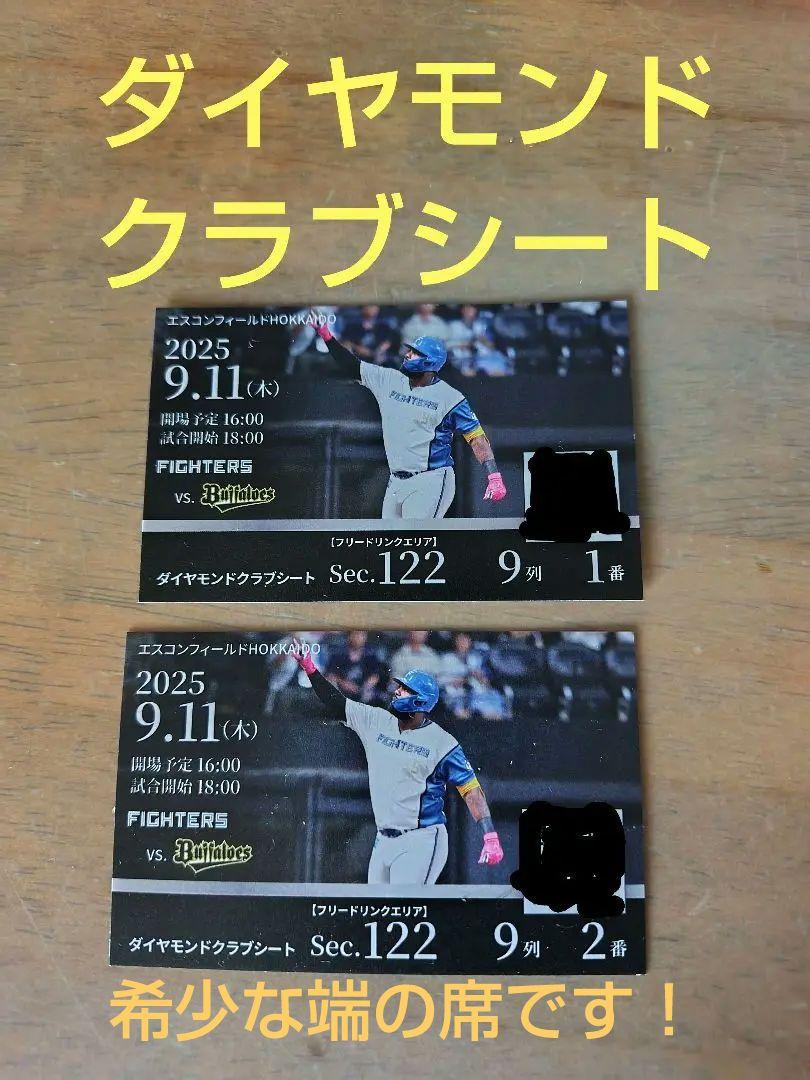 ダイヤモンド
クラブシート
エスコンフィールドHOKKAIDO
2025
9.11(木)
開場予定 16:00
試合開始 18:00
FIGHTERS
vs. Buffaloes
FIGHTERS
【フリードリンクエリア】
ダイヤモンドクラブシート Sec.122 9列 1番
エスコンフィールドHOKKAIDO
2025
9.11(木)
開場予定 16:00
試合開始 18:00
FIGHTERS
vs. Buffaloes
FIGHTERS
【フリードリンクエリア】
ダイヤモンドクラブシート Sec.122 9列 2番
希少な端の席です！